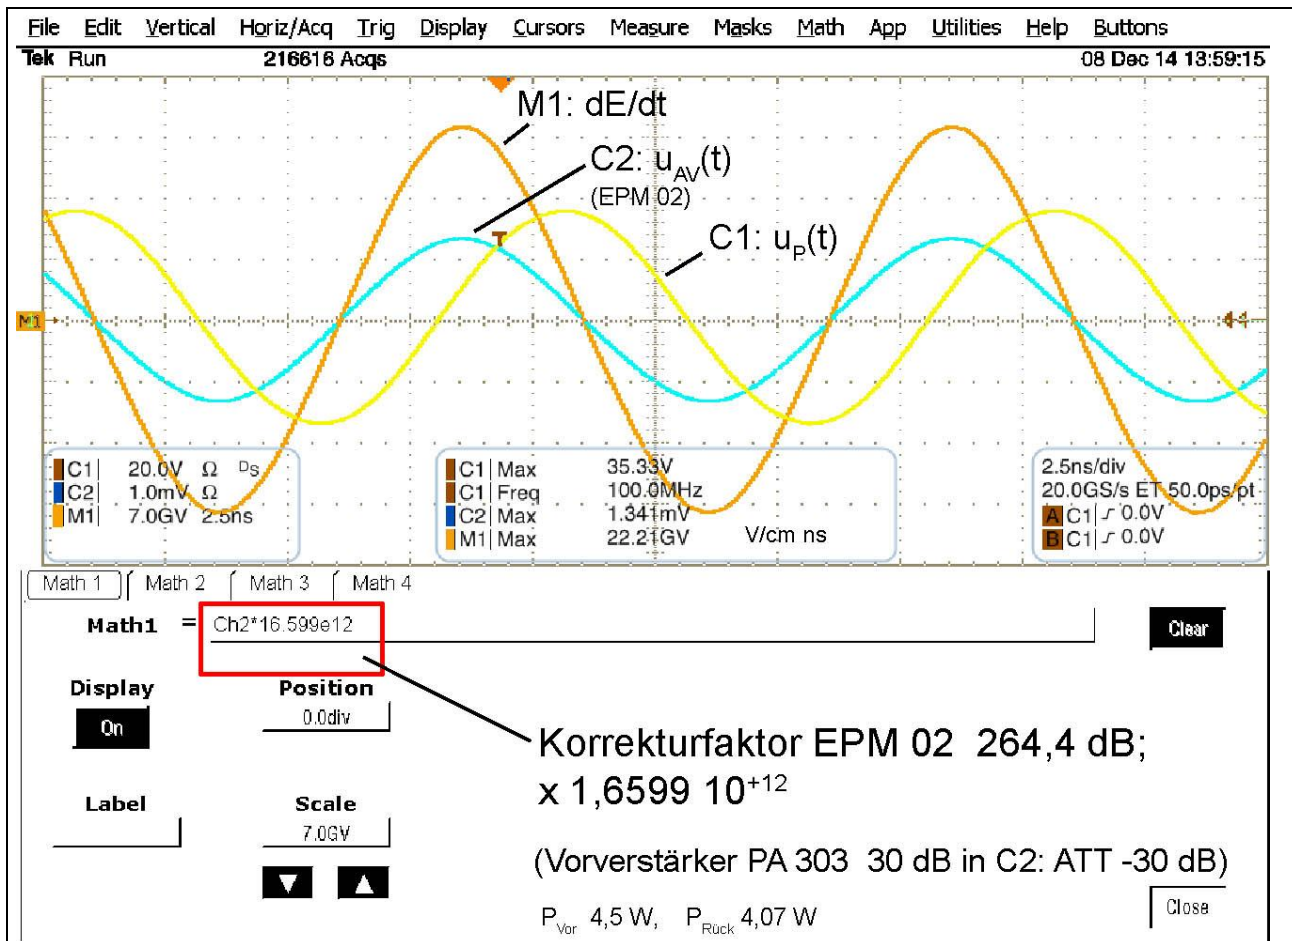 File Edit Vertical Horiz/Acq Trig Display Cursors Measure Masks Math App Utilities Help Buttons
Tek Run 216616 Acqs 08 Dec 14 13:59:15
M1: dE/dt
C2: u_AV(t)
(EPM 02)
T
C1: u_P(t)
M1
C1 20.0V Ω Ds
C2 1.0mV Ω
M1 7.0GV 2.5ns
C1 Max 35.33V
C1 Freq 100.0MHz
C2 Max 1.341mV
M1 Max 22.21GV V/cm ns
2.5ns/div
20.0GS/s ET 50.0ps/pt
A C1 0.0V
B C1 0.0V
Math 1 Math 2 Math 3 Math 4
Math1 = Ch2*16.599e12
Clear
Display
On
Position
0.0div
Korrekturfaktor EPM 02 264,4 dB;
x 1,6599 10+12
Label
Scale
7.0GV
(Vorverstärker PA 303 30 dB in C2: ATT -30 dB)
P_Vor 4,5 W, P_Rück 4,07 W
Close